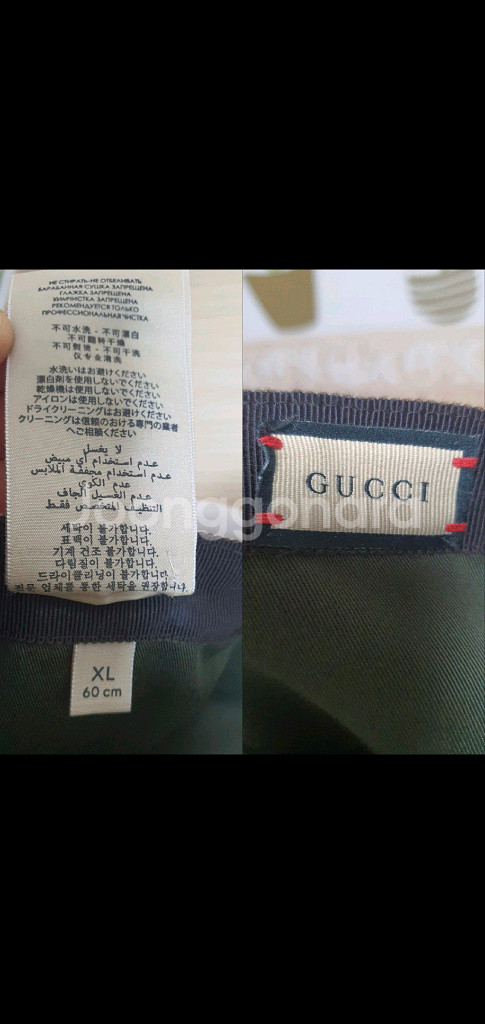 НЕ СТИРАТЬ-НЕ ОТБЕЛИВАТЬ
БАРАБАННАЯ СУШКА ЗАПРЕЩЕНА
ГЛАЖКА ЗАПРЕЩЕНА
ХИМЧИСТКА ЗАПРЕЩЕНА
РЕКОМЕНДУЕТСЯ ТОЛЬКО
ПРОФЕССИОНАЛЬНАЯ ЧИСТКА
不可水洗 - 不可漂白
不可翻转干燥
不可熨烫 - 不可干洗
仅专业清洗
水洗いはお避けください
漂白剤を使用しないでください
乾燥機は使用しないでください
アイロンは使用しないでください
ドライクリーニングはお避けください
クリーニングは信頼のおける専門の業者
へご相談ください
لا يغسل
عدم استخدام أي مبيض
عدم استخدام مجففة الملابس
عدم الكوي
عدم الغسيل الجاف
التنظيف المتخصص فقط
세탁이 불가합니다.
표백이 불가합니다.
기계 건조 불가합니다.
다림질이 불가합니다.
드라이클리닝이 불가합니다.
전문 업체를 통한 세탁을 권장합니다.
XL
60 cm
GUCCI